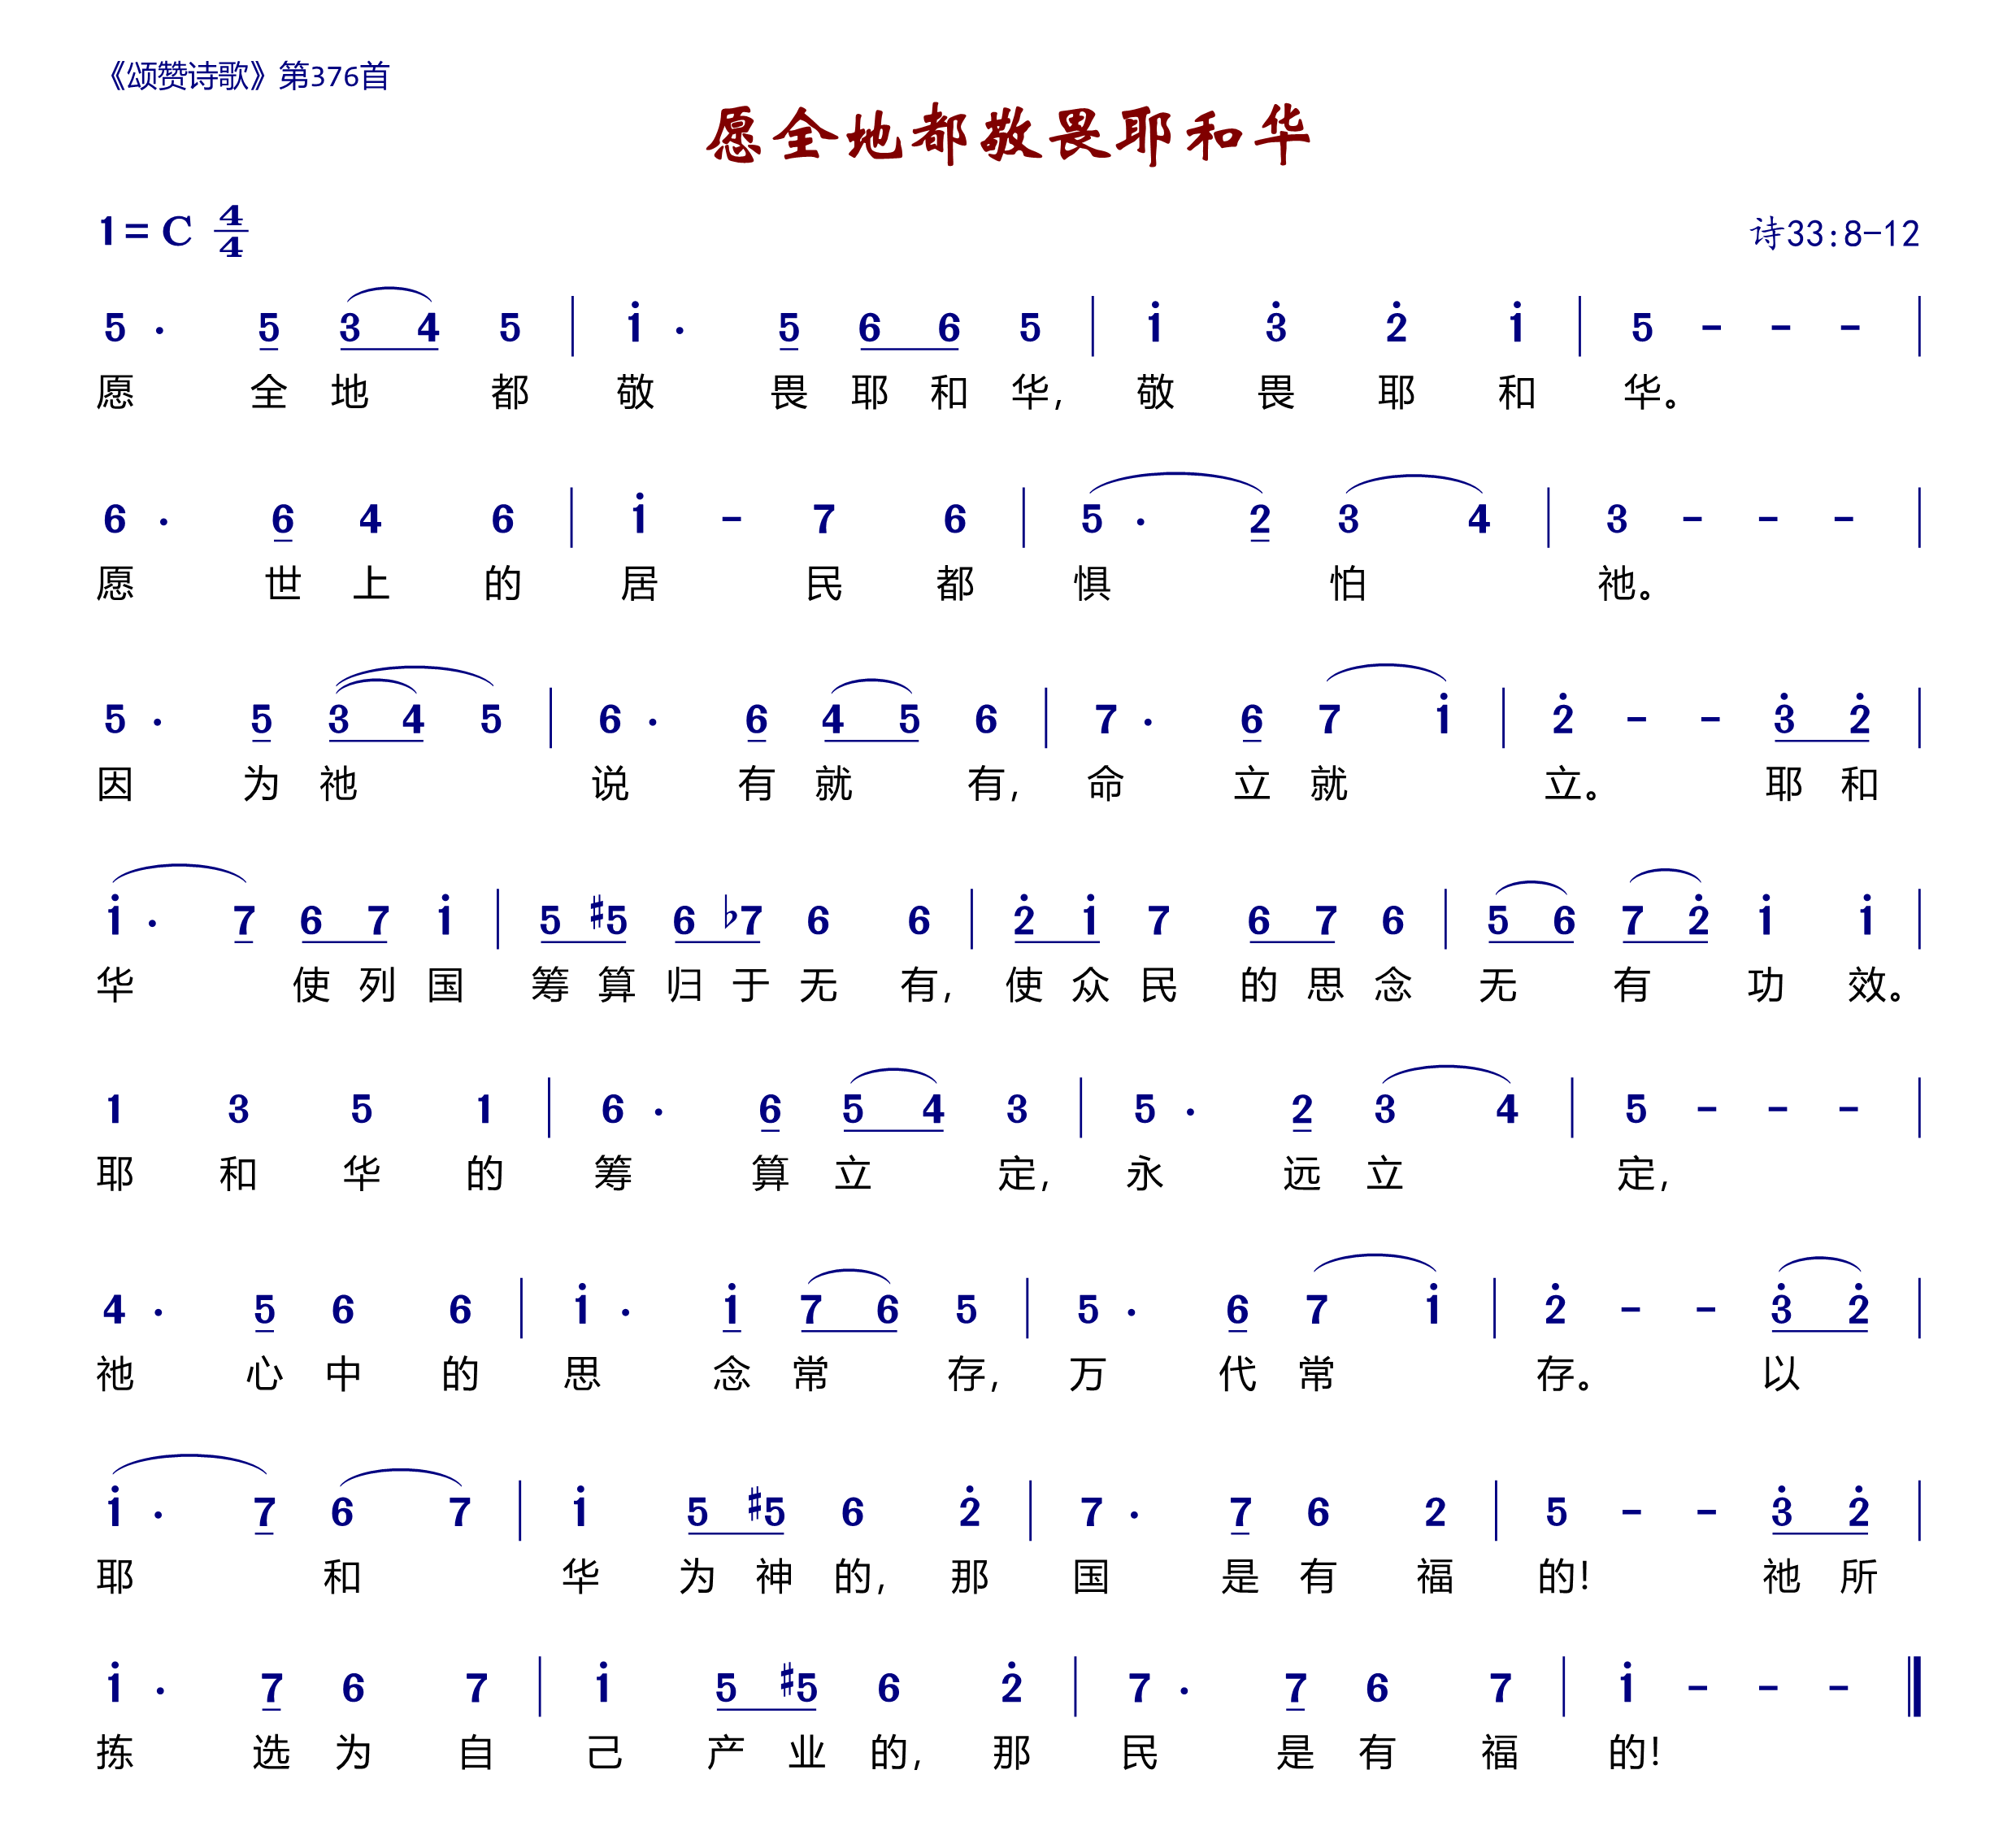 《颂赞诗歌》第376首
愿全地都敬畏耶和华
1=C 4/4 诗33:8-12
5 · 5 3 4 5 | i · 5 6 6 5 | i 3̇ 2̇ i | 5 - - - |
愿 全 地 都 敬 畏 耶 和 华, 敬 畏 耶 和 华。
6 · 6 4 6 | i - 7 6 | 5 · 2 3 4 | 3 - - - |
愿 世 上 的 居 民 都 惧 怕 祂。
5 · 5 3 4 5 | 6 · 6 4 5 6 | 7 · 6 7 i | 2̇ - - 3̇ 2̇ |
因 为 祂 说 有 就 有, 命 立 就 立。 耶 和
i · 7 6 7 i | 5 #5 6 ♭7 6 6 | 2̇ i 7 6 7 6 | 5 6 7 2̇ i i |
华 使 列 国 筹 算 归 于 无 有, 使 众 民 的 思 念 无 有 功 效。
1 3 5 1 | 6 · 6 5 4 3 | 5 · 2 3 4 | 5 - - - |
耶 和 华 的 筹 算 立 定, 永 远 立 定,
4 · 5 6 6 | i · i 7 6 5 | 5 · 6 7 i | 2̇ - - 3̇ 2̇ |
祂 心 中 的 思 念 常 存, 万 代 常 存。 以
i · 7 6 7 | i 5 #5 6 2̇ | 7 · 7 6 2 | 5 - - 3̇ 2̇ |
耶 和 华 为 神 的, 那 国 是 有 福 的! 祂 所
i · 7 6 7 | i 5 #5 6 2̇ | 7 · 7 6 7 | i - - - ‖
拣 选 为 自 己 产 业 的, 那 民 是 有 福 的!